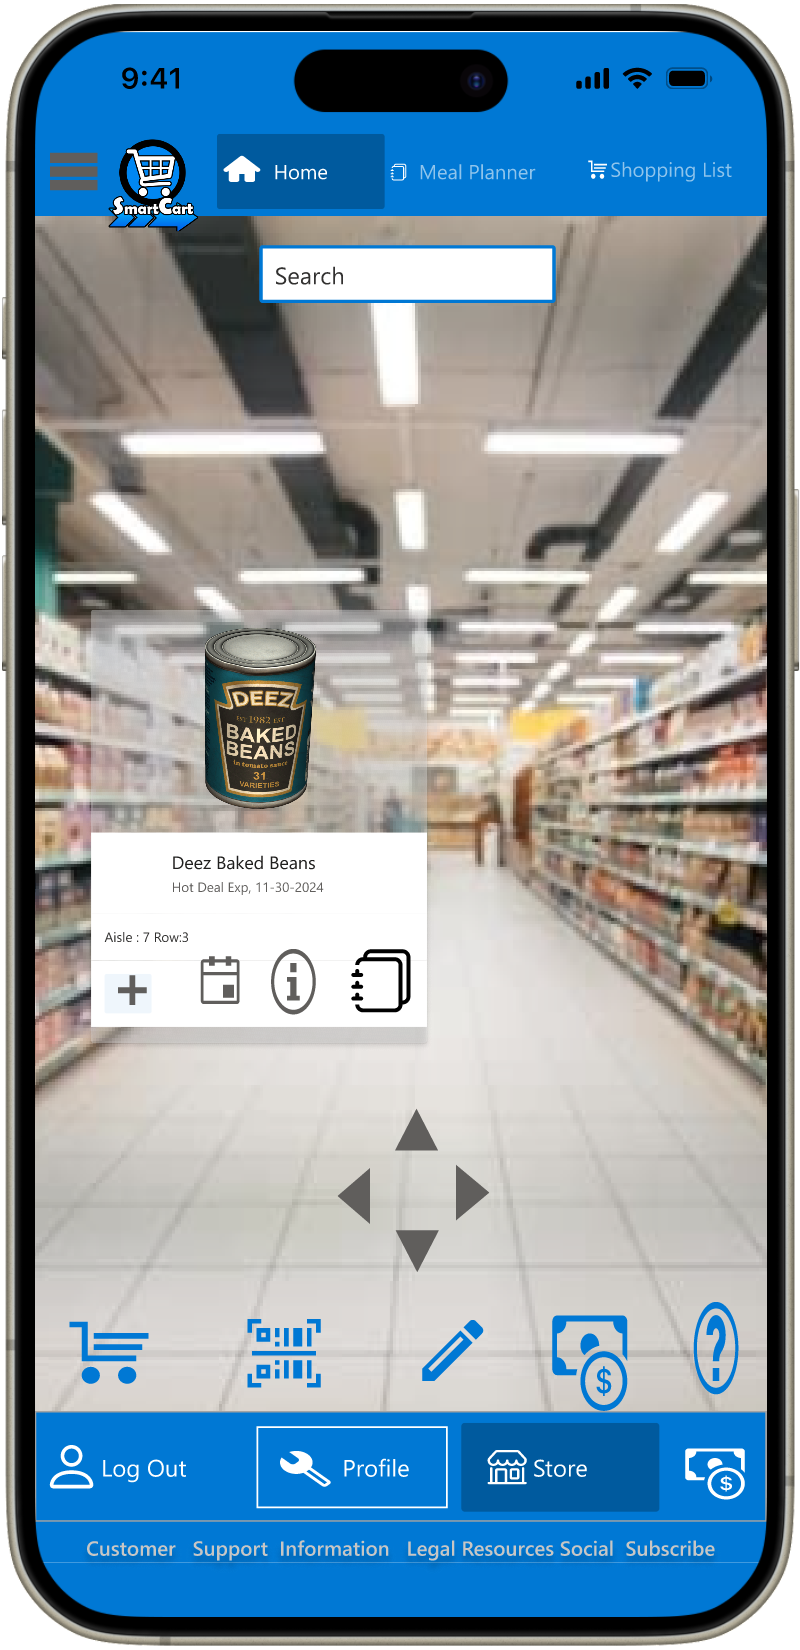 9:41
SmartCart
Home
Meal Planner
Shopping List
Search
DEEZ
EST 1982 EST
BAKED
BEANS
in tomato sauce
31
VARIETIES
Deez Baked Beans
Hot Deal Exp, 11-30-2024
Aisle : 7 Row:3
Log Out
Profile
Store
Customer Support Information Legal Resources Social Subscribe